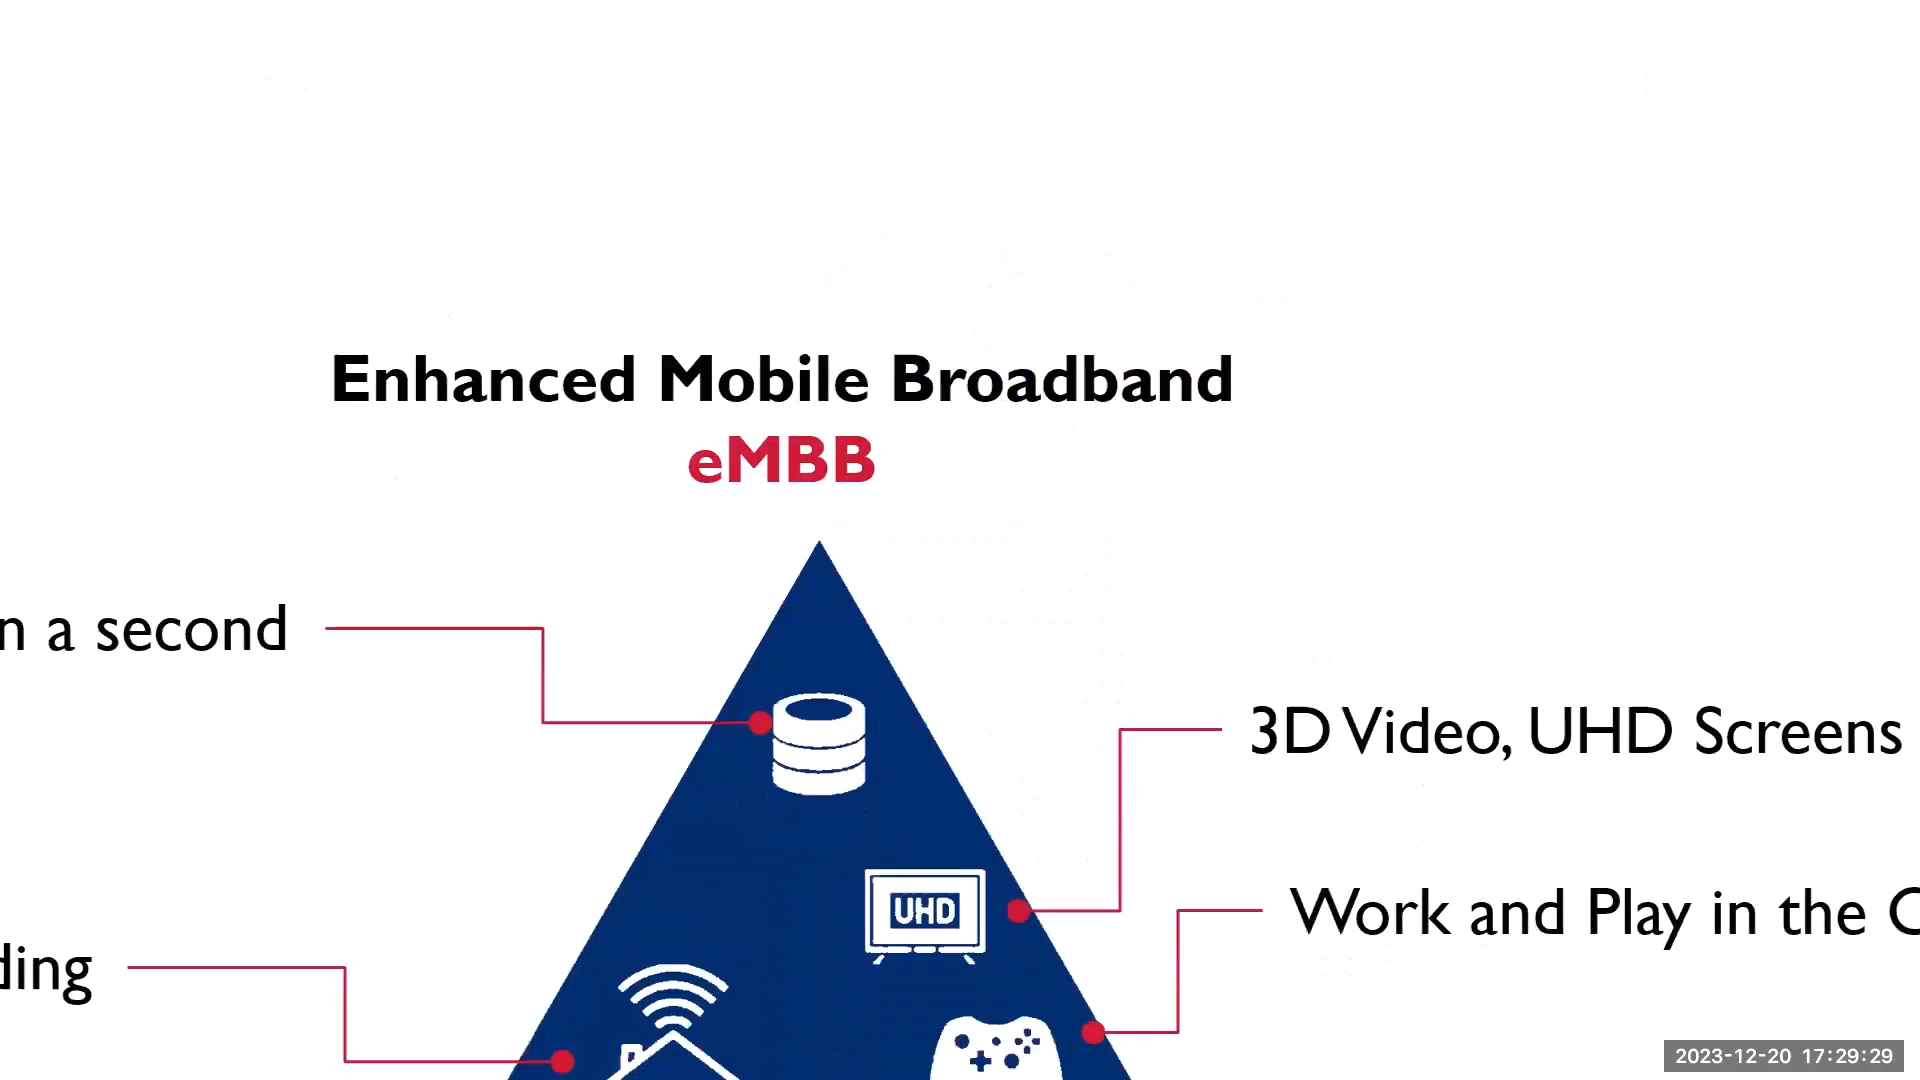 Enhanced Mobile Broadband
eMBB
n a second
3D Video, UHD Screens
UHD
Work and Play in the
ding
2023-12-20 17:29:29